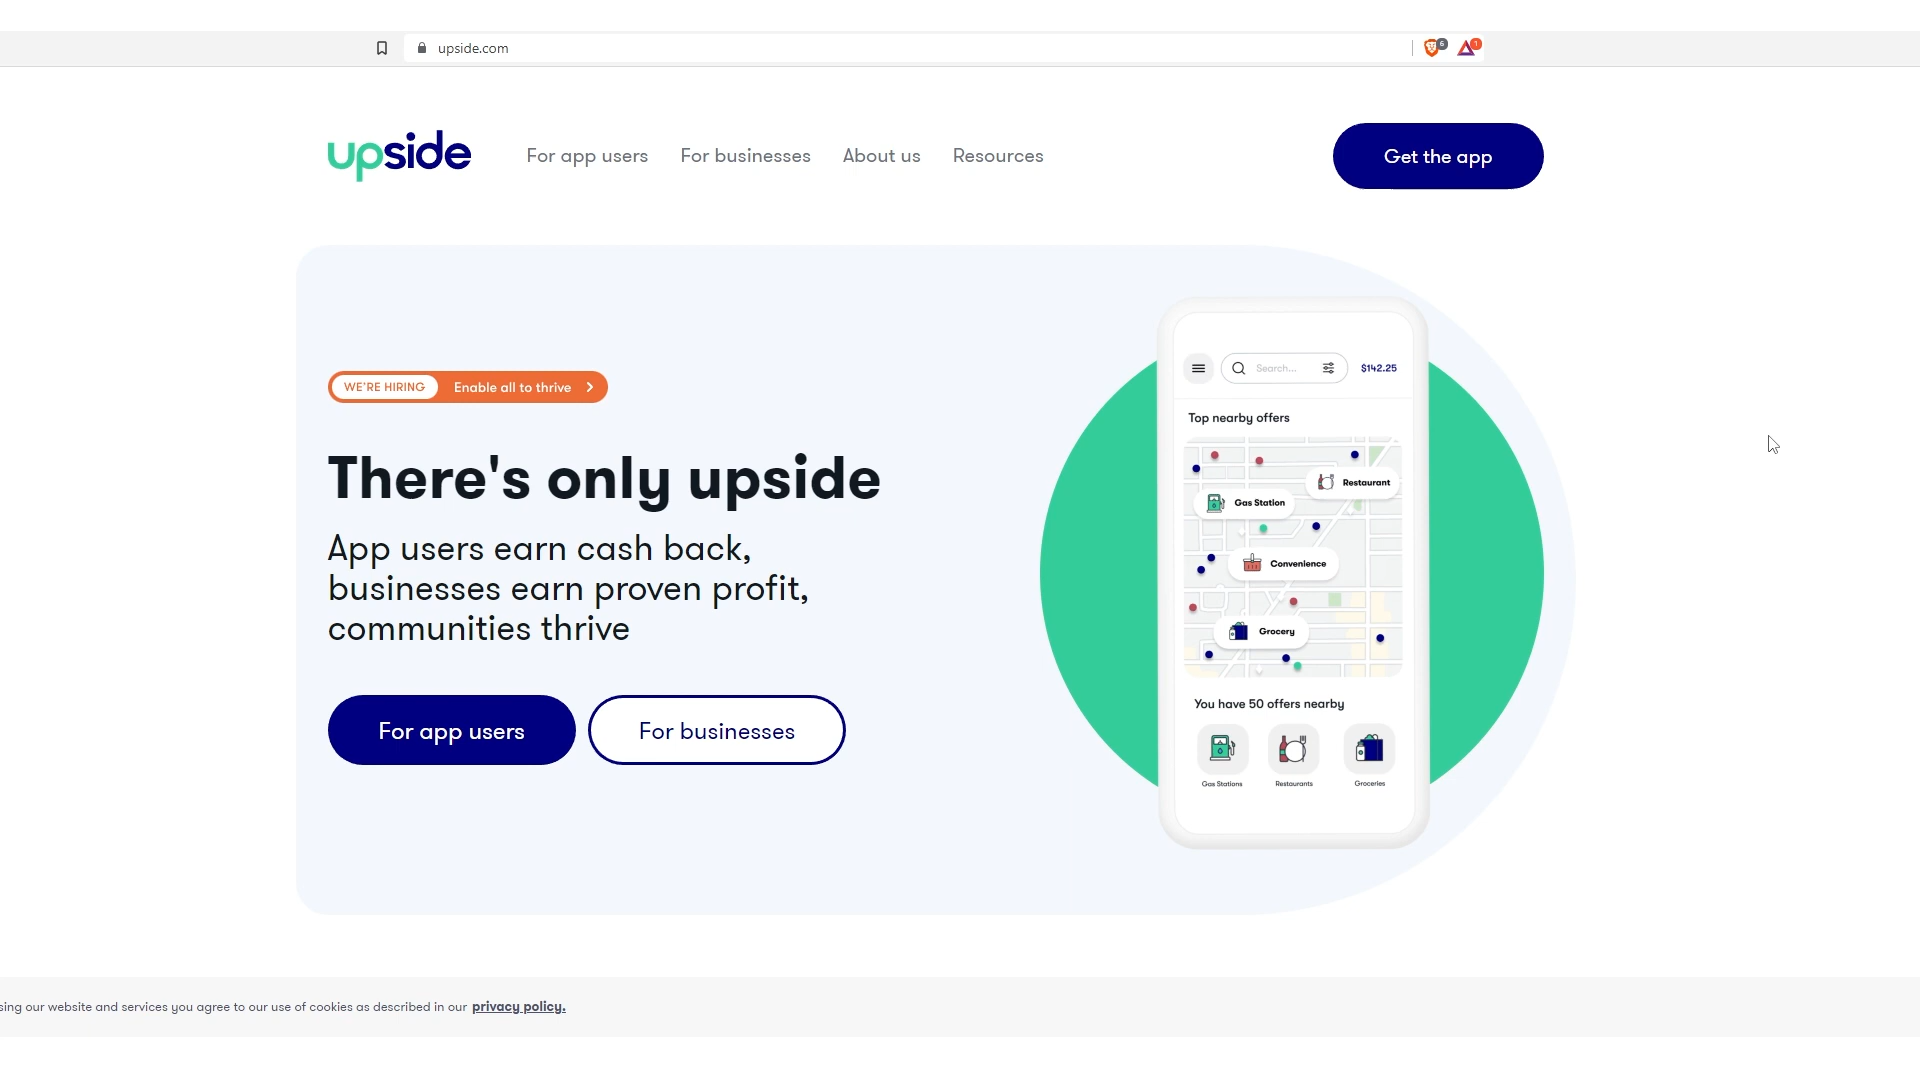 upside.com
6
1
upside
For app users
For businesses
About us
Resources
Get the app
WE'RE HIRING
Enable all to thrive
There's only upside
App users earn cash back,
businesses earn proven profit,
communities thrive
For app users
For businesses
Search...
$142.25
Top nearby offers
Restaurant
Gas Station
Convenience
Grocery
You have 50 offers nearby
Gas Stations
Restaurants
Groceries
our website and services you agree to our use of cookies as described in our privacy policy.